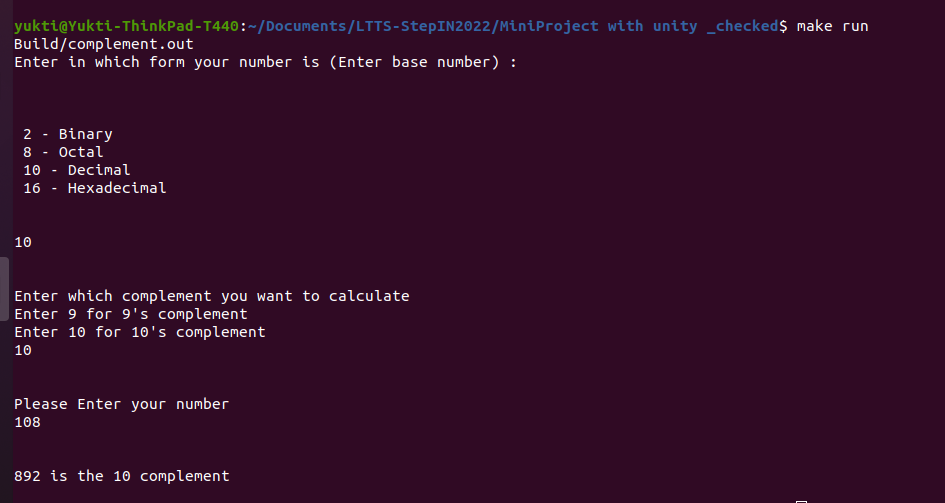 yukti@Yukti-ThinkPad-T440:~/Documents/LTTS-StepIN2022/MiniProject with unity _checked$ make run
Build/complement.out
Enter in which form your number is (Enter base number) :
2 - Binary
8 - Octal
10 - Decimal
16 - Hexadecimal
10
Enter which complement you want to calculate
Enter 9 for 9's complement
Enter 10 for 10's complement
10
Please Enter your number
108
892 is the 10 complement